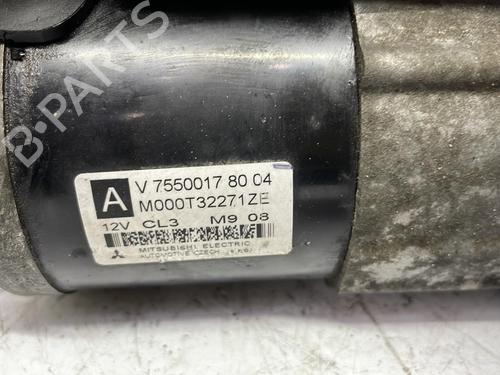 B-PARTS
A
V 7550017 80 04
M000T32271ZE
12V CL3 M9 08
MITSUBISHI ELECTRIC
AUTOMOTIVE CZECH s.r.o.